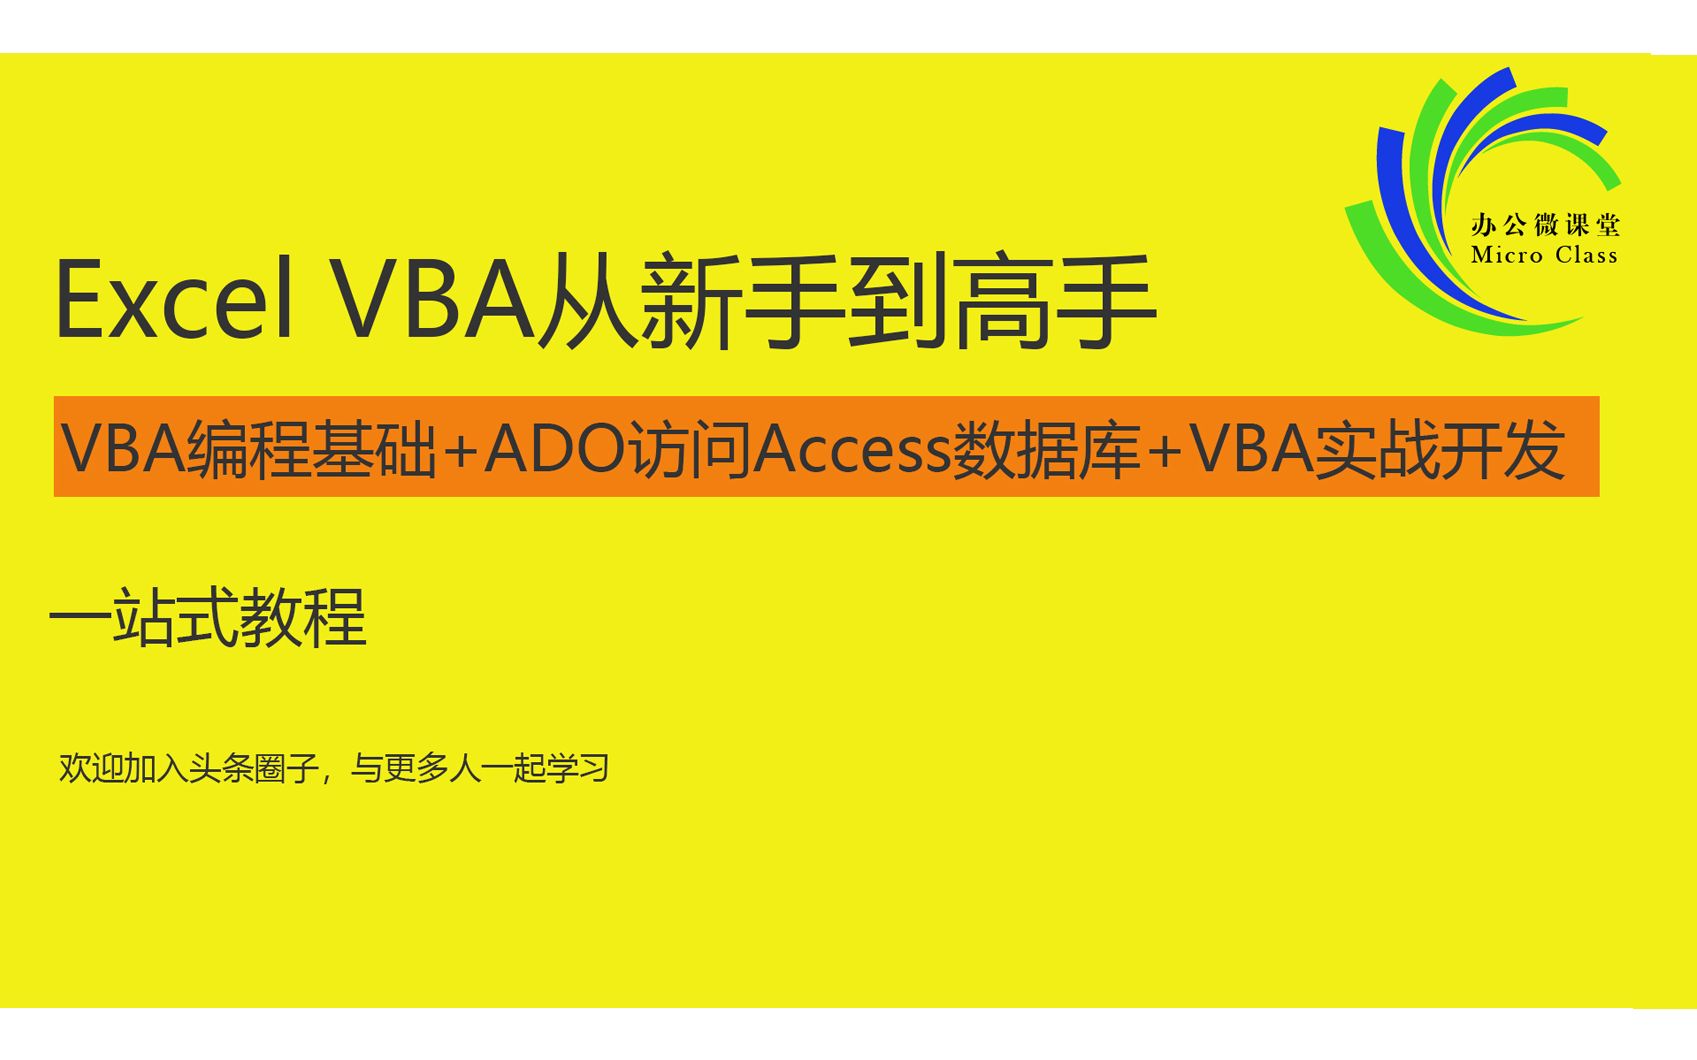 办公微课堂
Micro Class
Excel VBA从新手到高手
VBA编程基础+ADO访问Access数据库+VBA实战开发
一站式教程
欢迎加入头条圈子，与更多人一起学习